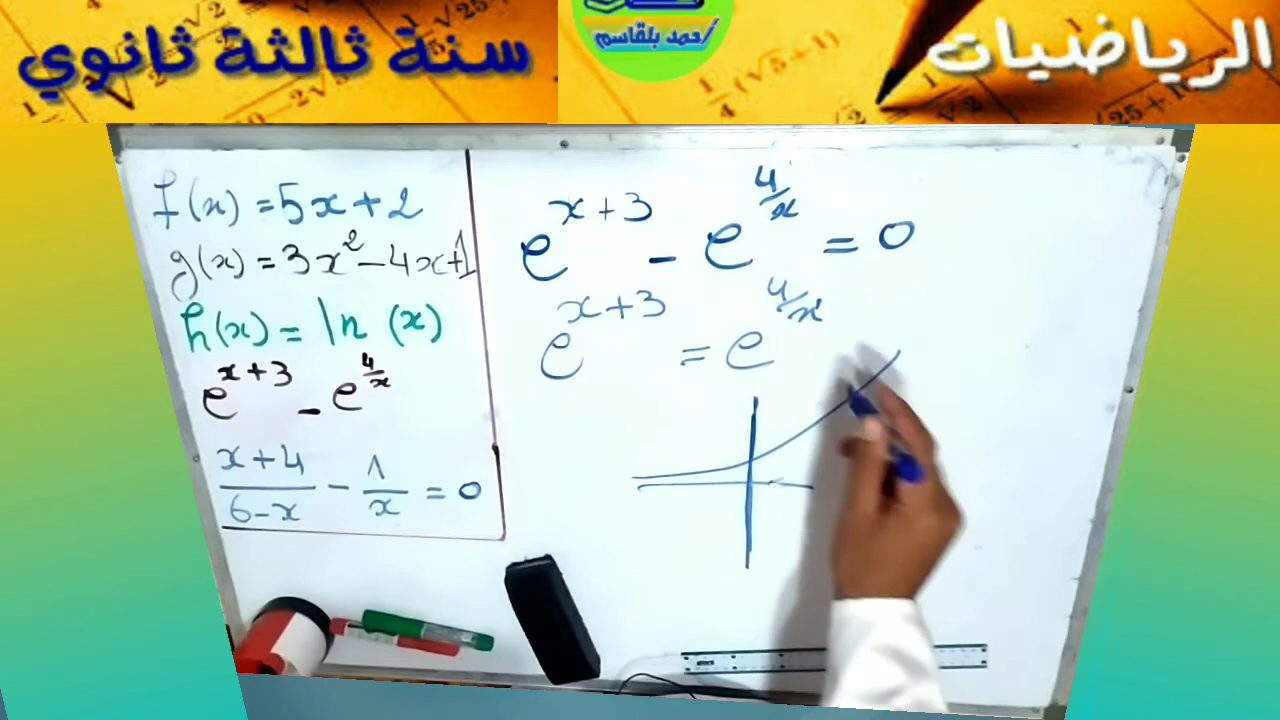 سنة ثالثة ثانوي
أحمد بلقاسم
الرياضيات
f(x) = 5x + 2
g(x) = 3x² - 4x + 1
h(x) = ln (x)
e^(x+3) - e^(4/x)
(x+4)/(6-x) - 1/x = 0
e^(x+3) - e^(4/x) = 0
e^(x+3) = e^(4/x)